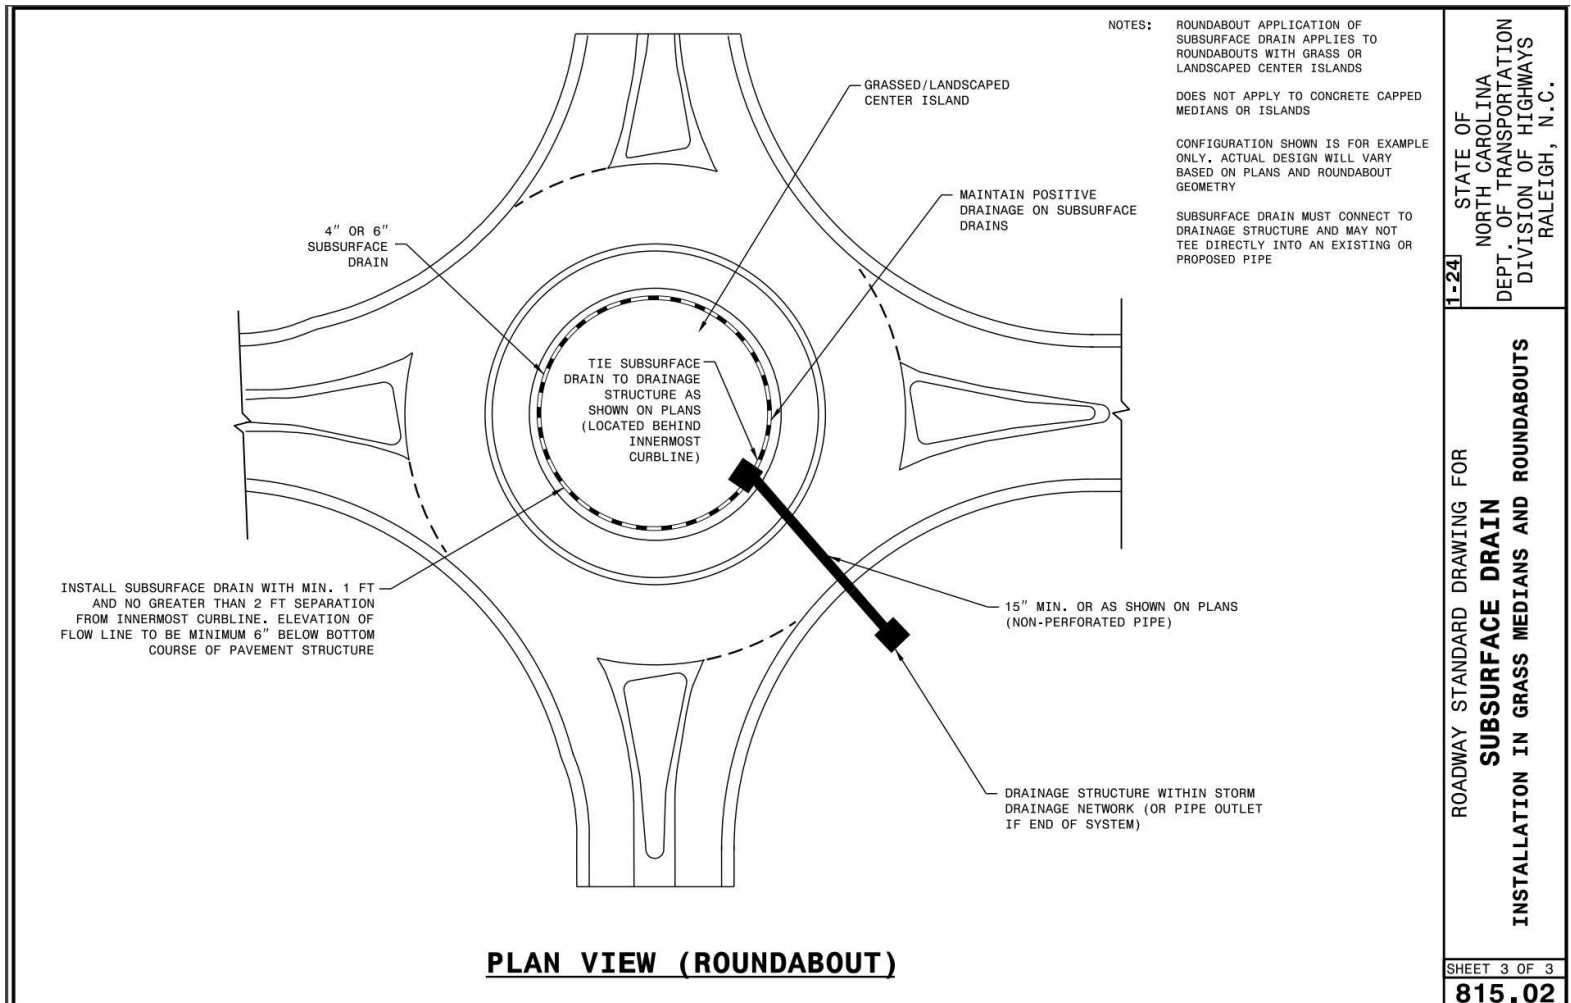 NOTES:
ROUNDABOUT APPLICATION OF
SUBSURFACE DRAIN APPLIES TO
ROUNDABOUTS WITH GRASS OR
LANDSCAPED CENTER ISLANDS
DOES NOT APPLY TO CONCRETE CAPPED
MEDIANS OR ISLANDS
CONFIGURATION SHOWN IS FOR EXAMPLE
ONLY. ACTUAL DESIGN WILL VARY
BASED ON PLANS AND ROUNDABOUT
GEOMETRY
SUBSURFACE DRAIN MUST CONNECT TO
DRAINAGE STRUCTURE AND MAY NOT
TEE DIRECTLY INTO AN EXISTING OR
PROPOSED PIPE
GRASSED/LANDSCAPED
CENTER ISLAND
MAINTAIN POSITIVE
DRAINAGE ON SUBSURFACE
DRAINS
4" OR 6"
SUBSURFACE
DRAIN
TIE SUBSURFACE
DRAIN TO DRAINAGE
STRUCTURE AS
SHOWN ON PLANS
(LOCATED BEHIND
INNERMOST
CURBLINE)
INSTALL SUBSURFACE DRAIN WITH MIN. 1 FT
AND NO GREATER THAN 2 FT SEPARATION
FROM INNERMOST CURBLINE. ELEVATION OF
FLOW LINE TO BE MINIMUM 6" BELOW BOTTOM
COURSE OF PAVEMENT STRUCTURE
15" MIN. OR AS SHOWN ON PLANS
(NON-PERFORATED PIPE)
DRAINAGE STRUCTURE WITHIN STORM
DRAINAGE NETWORK (OR PIPE OUTLET
IF END OF SYSTEM)
PLAN VIEW (ROUNDABOUT)
1-24
STATE OF
NORTH CAROLINA
DEPT. OF TRANSPORTATION
DIVISION OF HIGHWAYS
RALEIGH, N.C.
ROADWAY STANDARD DRAWING FOR
SUBSURFACE DRAIN
INSTALLATION IN GRASS MEDIANS AND ROUNDABOUTS
SHEET 3 OF 3
815.02